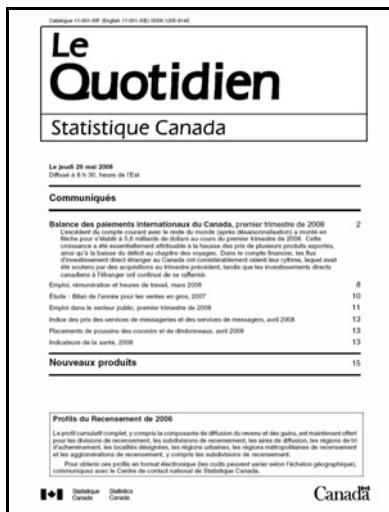 Catalogue 11-001-XIF (English 11-001-XIE) ISSN 1205-9145.
Le
Quotidien
Statistique Canada
Le jeudi 29 mai 2008
Diffusé à 8 h 30, heure de l'Est
Communiqués
Balance des paiements internationaux du Canada, premier trimestre de 2008 2
L'excédent du compte courant avec le reste du monde (après désaisonnalisation) a monté en
flèche pour s'établir à 5,6 milliards de dollars au cours du premier trimestre de 2008. Cette
croissance a été essentiellement attribuable à la hausse des prix de plusieurs produits exportés,
ainsi qu'à la baisse du déficit au chapitre des voyages. Dans le compte financier, les flux
d'investissement direct étranger au Canada ont considérablement ralenti leur rythme, lequel avait
été soutenu par des acquisitions au trimestre précédent, tandis que les investissements directs
canadiens à l'étranger ont continué de se raffermir.
Emploi, rémunération et heures de travail, mars 2008 8
Étude : Bilan de l'année pour les ventes en gros, 2007 10
Emploi dans le secteur public, premier trimestre de 2008 11
Indice des prix des services de messageries et des services de messagers, avril 2008 13
Placements de poussins des couvoirs et de dindonneaux, avril 2008 13
Indicateurs de la santé, 2008 13
Nouveaux produits 15
Profils du Recensement de 2006
Le profil cumulatif complet, y compris la composante de diffusion du revenu et des gains, est maintenant offert
pour les divisions de recensement, les subdivisions de recensement, les aires de diffusion, les régions de tri
d'acheminement, les localités désignées, les régions urbaines, les régions métropolitaines de recensement
et les agglomérations de recensement, y compris les subdivisions de recensement.
Pour obtenir ces profils en format électronique (les coûts peuvent varier selon l'échelon géographique),
communiquez avec le Centre de contact national de Statistique Canada.
Statistique Statistics
Canada Canada
Canada